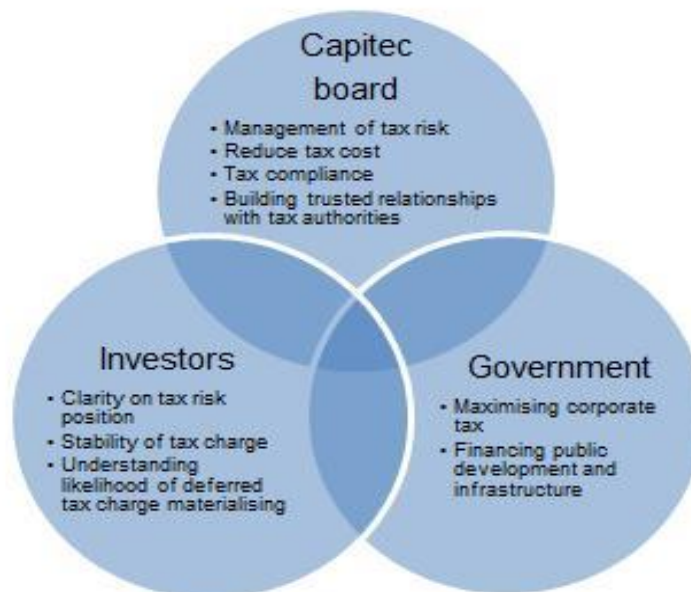 Capitec
board
• Management of tax risk
• Reduce tax cost
• Tax compliance
• Building trusted relationships
with tax authorities
Investors
• Clarity on tax risk
position
• Stability of tax charge
• Understanding
likelihood of deferred
tax charge materialising
Government
• Maximising corporate
tax
• Financing public
development and
infrastructure